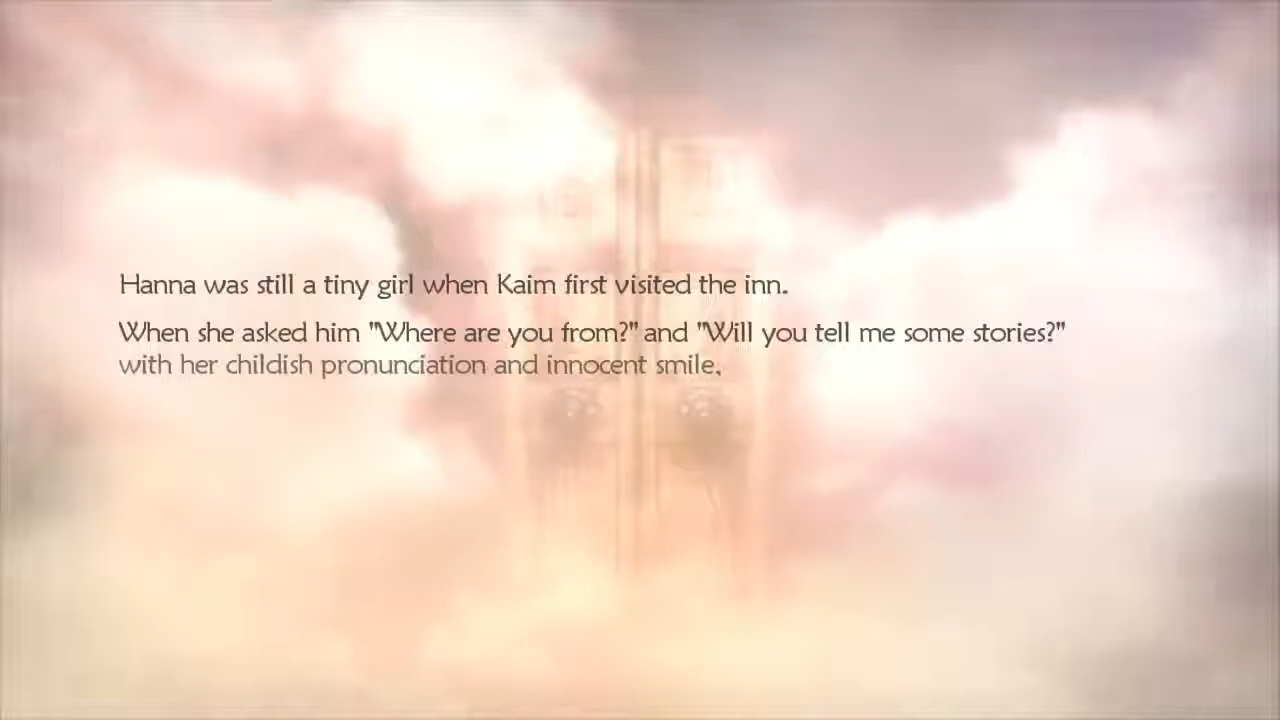 Hanna was still a tiny girl when Kaim first visited the inn.
When she asked him "Where are you from?" and "Will you tell me some stories?"
with her childish pronunciation and innocent smile,